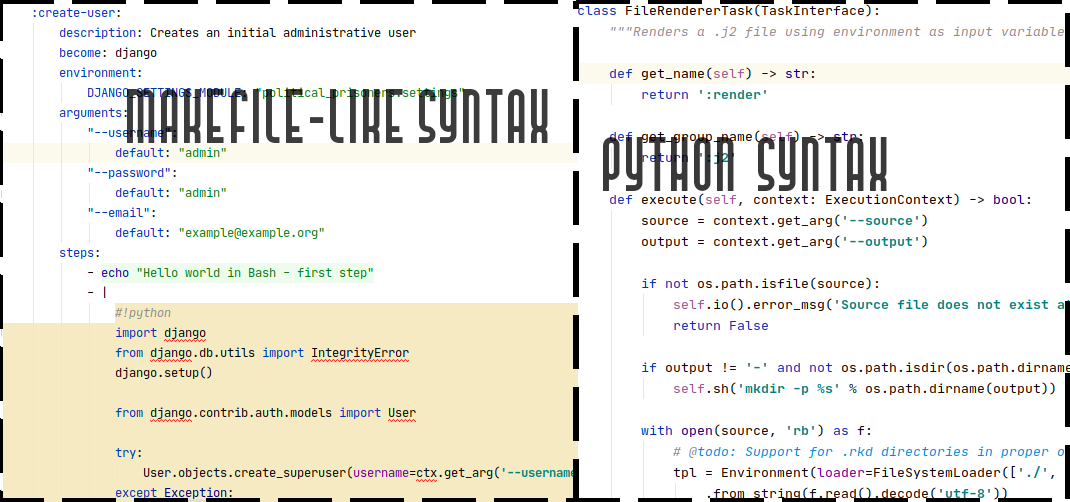 :create-user:
description: Creates an initial administrative user
become: django
environment:
DJANGO_SETTINGS_MODULE: "political_prisoners.settings"
arguments:
"--username":
default: "admin"
"--password":
default: "admin"
"--email":
default: "example@example.org"
steps:
- echo "Hello world in Bash - first step"
- |
#!python
import django
from django.db.utils import IntegrityError
django.setup()
from django.contrib.auth.models import User
try:
User.objects.create_superuser(username=ctx.get_arg('--username
except Exception:
MAKEFILE-LIKE SYNTAX
class FileRendererTask(TaskInterface):
"""Renders a .j2 file using environment as input variable
def get_name(self) -> str:
return ':render'
def get_group_name(self) -> str:
return ':j2'
PYTHON SYNTAX
def execute(self, context: ExecutionContext) -> bool:
source = context.get_arg('--source')
output = context.get_arg('--output')
if not os.path.isfile(source):
self.io().error_msg('Source file does not exist a
return False
if output != '-' and not os.path.isdir(os.path.dirname
self.sh('mkdir -p %s' % os.path.dirname(output))
with open(source, 'rb') as f:
# @todo: Support for .rkd directories in proper o
tpl = Environment(loader=FileSystemLoader(['./',
.from_string(f.read().decode('utf-8'))